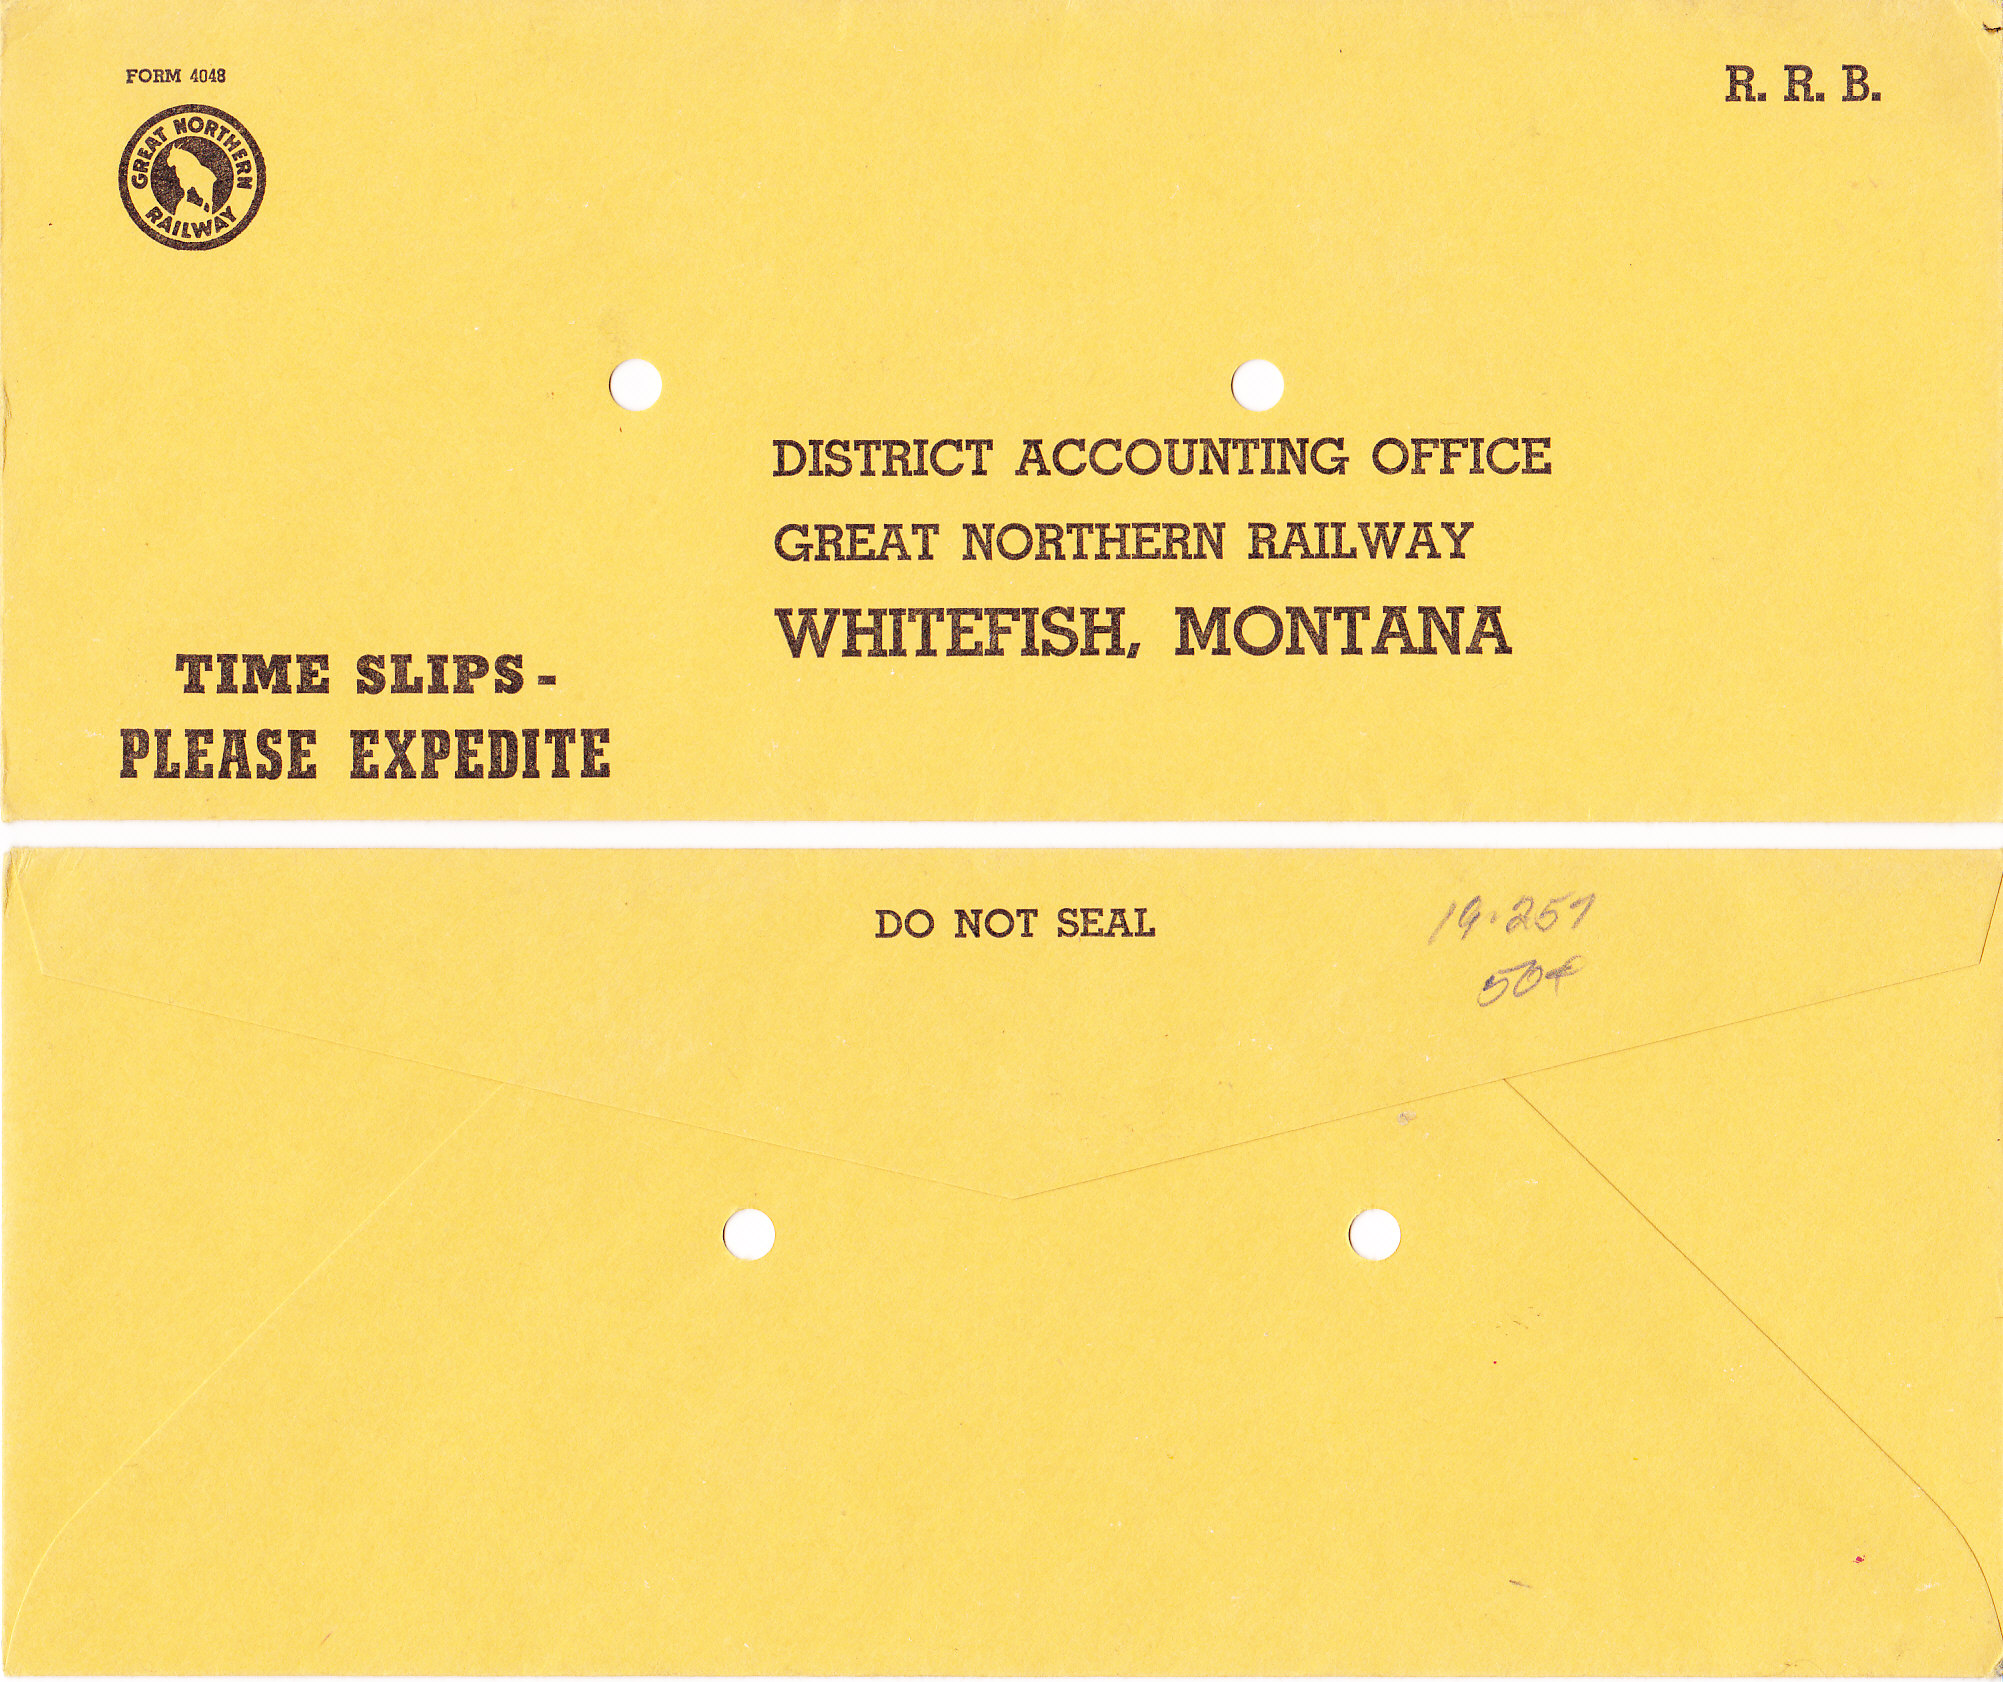 FORM 4048
R. R. B.
GREAT NORTHERN
RAILWAY
DISTRICT ACCOUNTING OFFICE
GREAT NORTHERN RAILWAY
WHITEFISH, MONTANA
TIME SLIPS -
PLEASE EXPEDITE
DO NOT SEAL
19.257
50¢